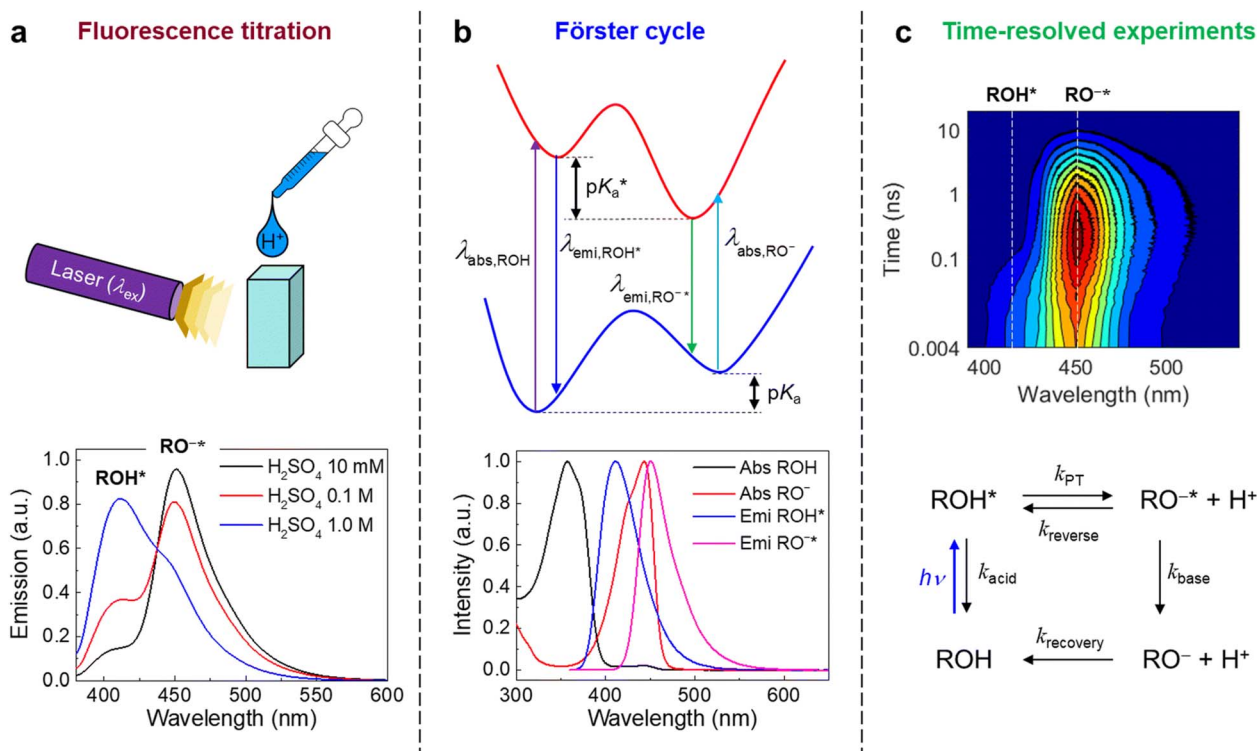 a Fluorescence titration
H⁺
Laser (λex)
RO⁻*
ROH*
H₂SO₄ 10 mM
H₂SO₄ 0.1 M
H₂SO₄ 1.0 M
Emission (a.u.)
1.0
0.8
0.6
0.4
0.2
0.0
400 450 500 550 600
Wavelength (nm)
b Förster cycle
pKa*
λabs,ROH
λemi,ROH*
λemi,RO⁻*
λabs,RO⁻
pKa
Abs ROH
Abs RO⁻
Emi ROH*
Emi RO⁻*
Intensity (a.u.)
1.0
0.8
0.6
0.4
0.2
0.0
300 400 500 600
Wavelength (nm)
c Time-resolved experiments
ROH* RO⁻*
Time (ns)
10
1
0.1
0.004
400 450 500
Wavelength (nm)
kPT
ROH* RO⁻* + H⁺
kreverse
hν kacid kbase
krecovery
ROH RO⁻ + H⁺